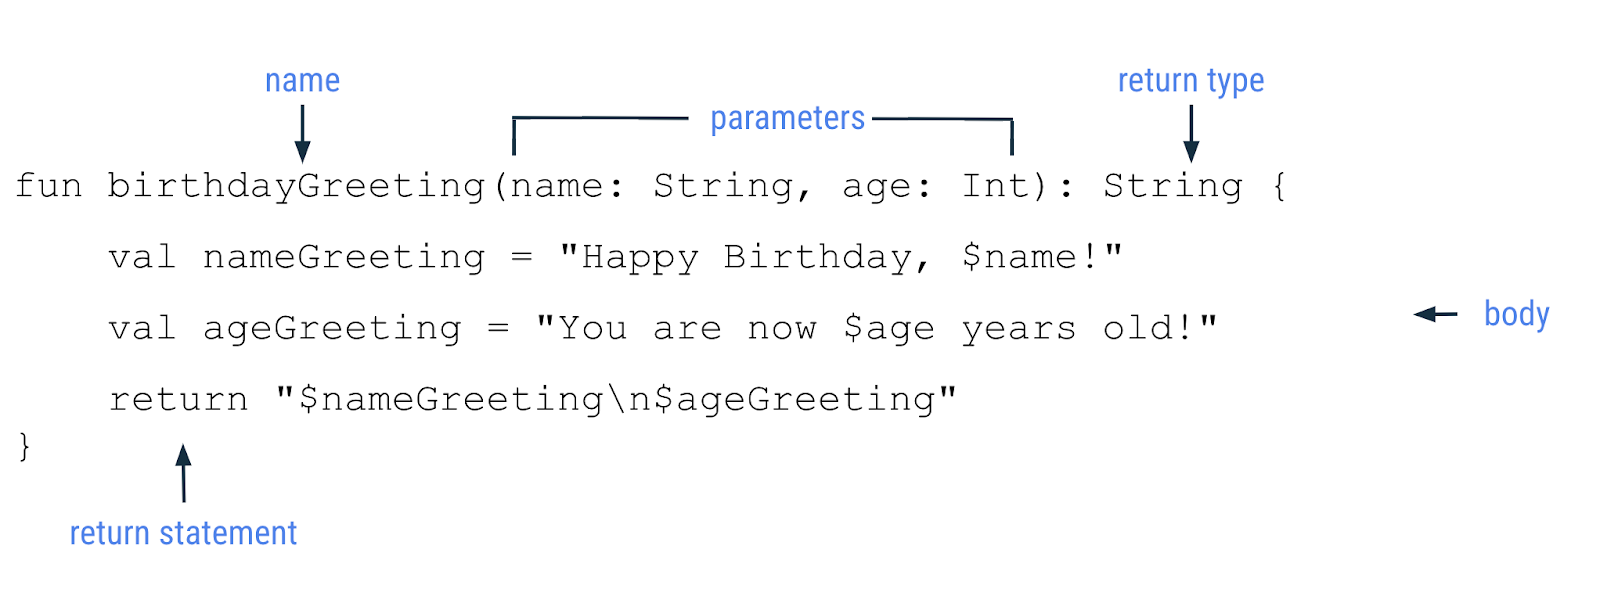 name
return type
parameters
fun birthdayGreeting(name: String, age: Int): String {
val nameGreeting = "Happy Birthday, $name!"
val ageGreeting = "You are now $age years old!"
body
return "$nameGreeting\n$ageGreeting"
}
return statement